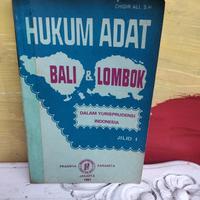 CHIDIR ALI, S.H.
HUKUM ADAT
BALI & LOMBOK
DALAM YURISPRUDENSI
INDONESIA
JILID I
PRADNYA PARAMITA
JAKARTA